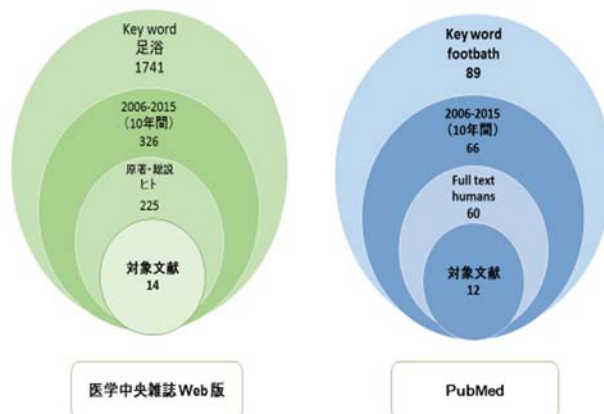 Key word
足浴
1741
2006-2015
（10年間）
326
原著・総説
ヒト
225
対象文献
14
医学中央雑誌Web版
Key word
footbath
89
2006-2015
（10年間）
66
Full text
humans
60
対象文献
12
PubMed